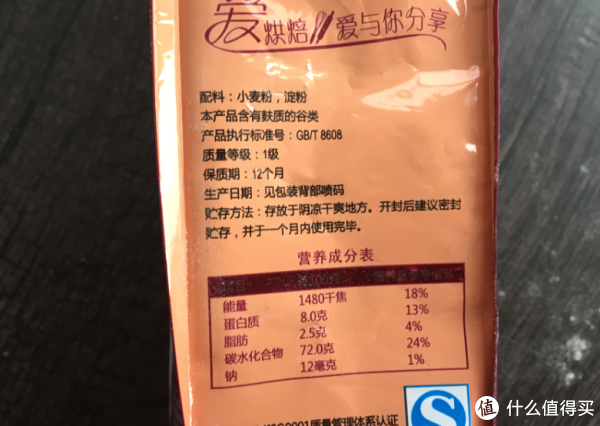 爱烘焙 爱与你分享
配料：小麦粉，淀粉
本产品含有麸质的谷类
产品执行标准号：GB/T 8608
质量等级：1级
保质期：12个月
生产日期：见包装背部喷码
贮存方法：存放于阴凉干爽地方。开封后建议密封
贮存，并于一个月内使用完毕。
营养成分表
能量 1480千焦 18%
蛋白质 8.0克 13%
脂肪 2.5克 4%
碳水化合物 72.0克 24%
钠 12毫克 1%
9001质量管理体系认证
值 什么值得买